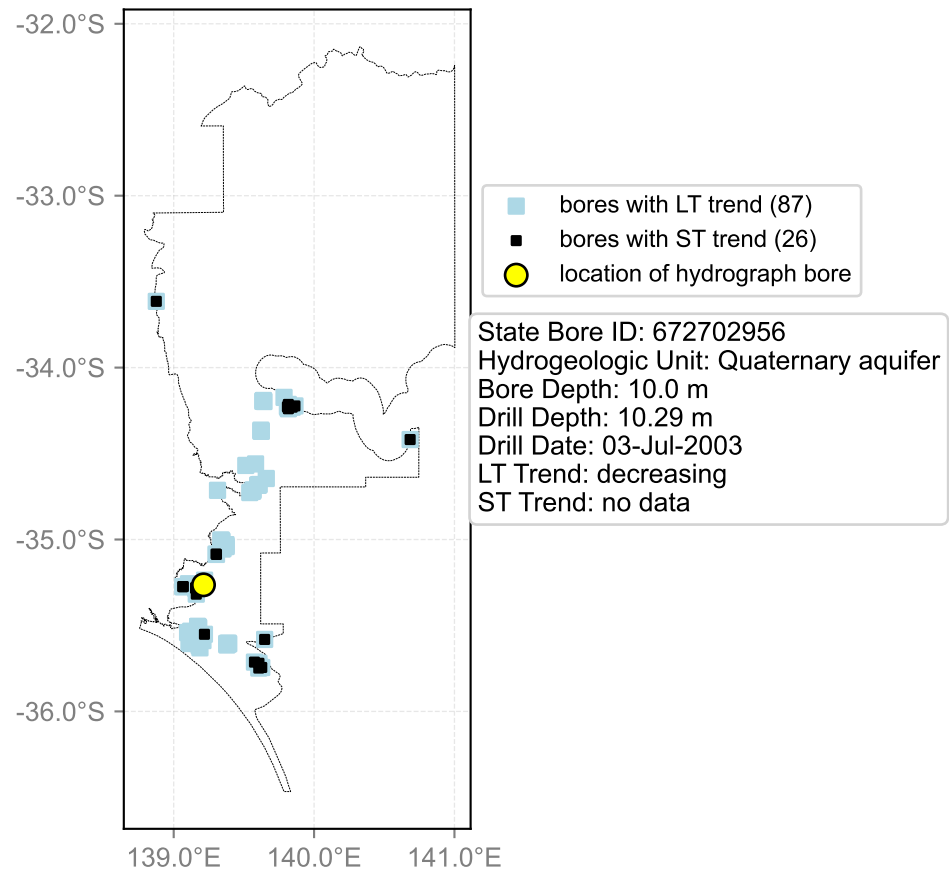 -32.0°S
-33.0°S
-34.0°S
-35.0°S
-36.0°S
139.0°E
140.0°E
141.0°E
bores with LT trend (87)
bores with ST trend (26)
location of hydrograph bore
State Bore ID: 672702956
Hydrogeologic Unit: Quaternary aquifer
Bore Depth: 10.0 m
Drill Depth: 10.29 m
Drill Date: 03-Jul-2003
LT Trend: decreasing
ST Trend: no data